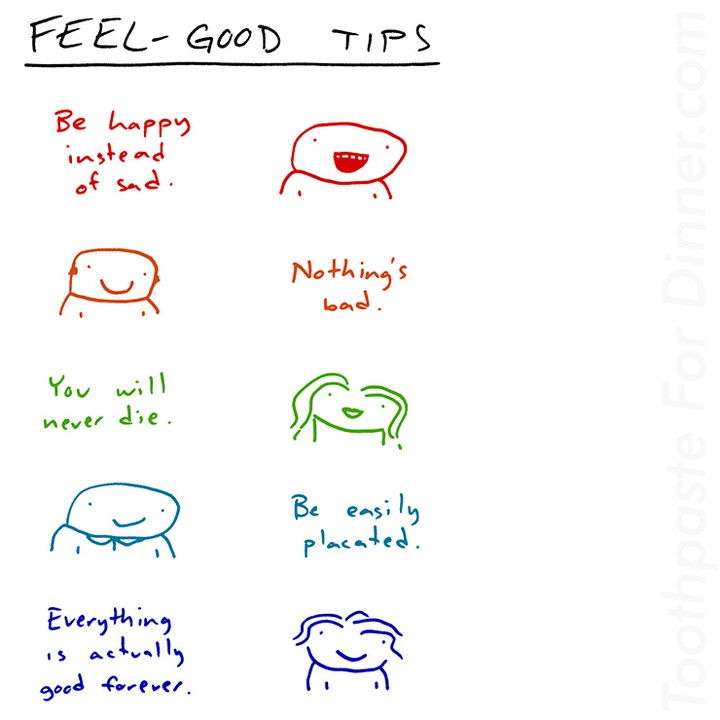 FEEL-GOOD TIPS
Be happy
instead
of sad.
Nothing's
bad.
You will
never die.
Be easily
placated.
Everything
is actually
good forever.
Toothpaste For Dinner.com